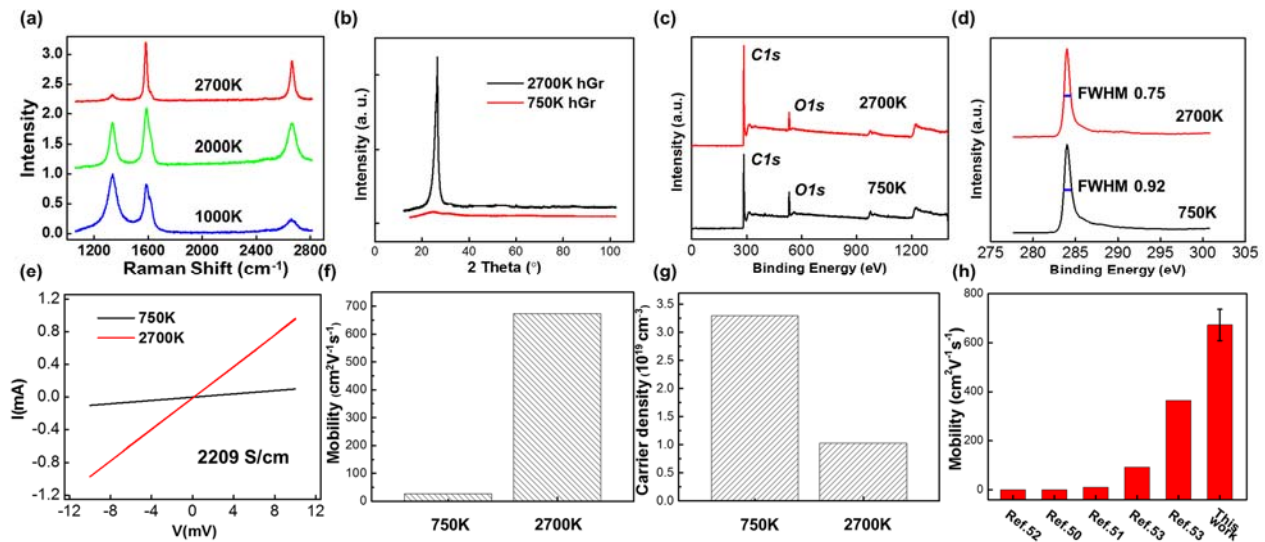 (a)
3.0
2.5
2.0
1.5
1.0
0.5
0.0
Intensity
2700K
2000K
1000K
1200 1600 2000 2400 2800
Raman Shift (cm⁻¹)
(b)
Intensity (a. u.)
2700K hGr
750K hGr
20 40 60 80 100
2 Theta (°)
(c)
Intensity (a.u.)
C1s
O1s
2700K
C1s
O1s
750K
0 300 600 900 1200
Binding Energy (eV)
(d)
Intensity(a.u.)
FWHM 0.75
2700K
FWHM 0.92
750K
275 280 285 290 295 300 305
Binding Energy (eV)
(e)
1.2
0.8
0.4
0.0
-0.4
-0.8
-1.2
I(mA)
750K
2700K
2209 S/cm
-12 -8 -4 0 4 8 12
V(mV)
(f)
700
600
500
400
300
200
100
0
Mobility (cm²V⁻¹s⁻¹)
750K 2700K
(g)
3.5
3.0
2.5
2.0
1.5
1.0
0.5
0.0
Carrier density (10¹⁹ cm⁻³)
750K 2700K
(h)
800
600
400
200
0
Mobility (cm²V⁻¹s⁻¹)
Ref.52
Ref.50
Ref.51
Ref.53
Ref.53
This
work